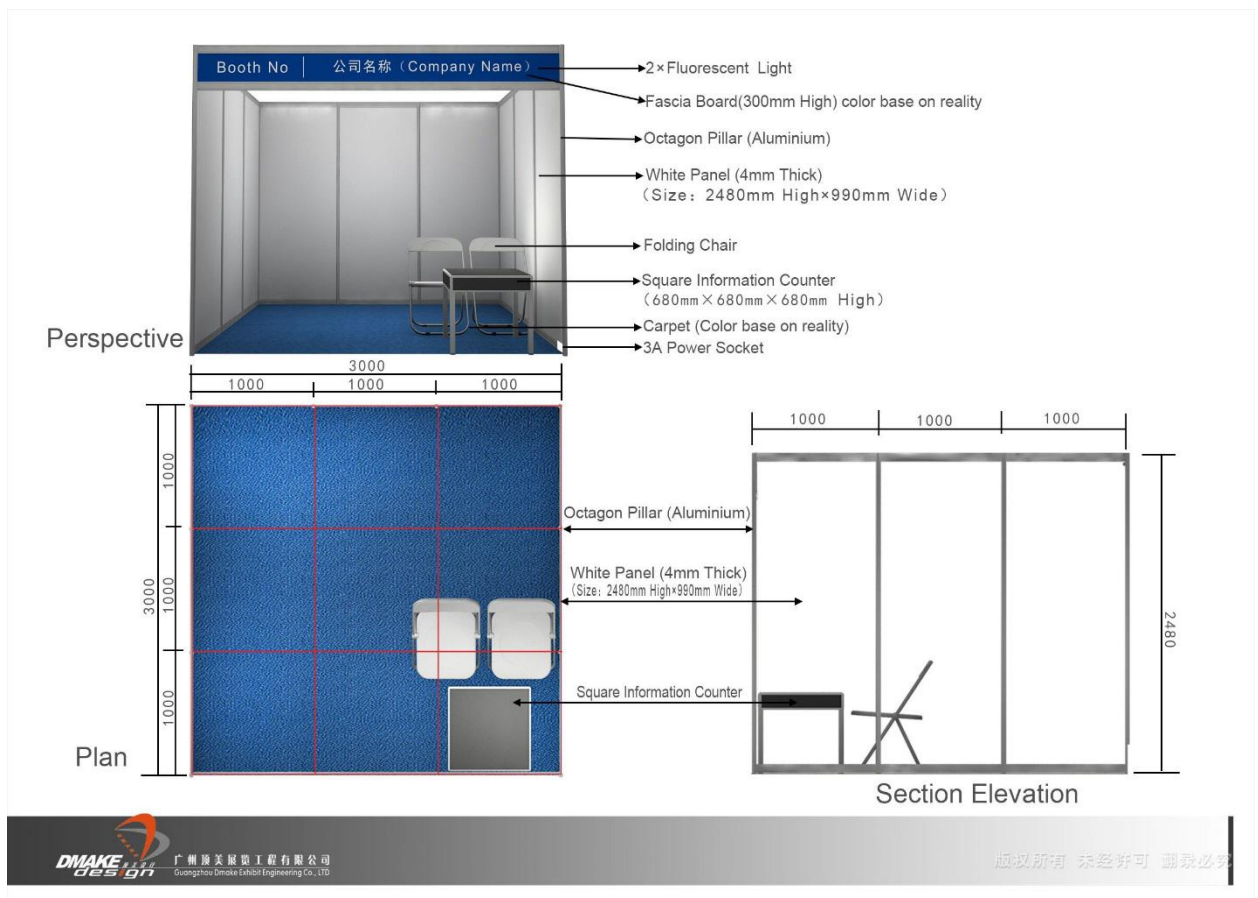 Booth No 公司名称（Company Name）
2×Fluorescent Light
Fascia Board(300mm High) color base on reality
Octagon Pillar (Aluminium)
White Panel (4mm Thick)
（Size：2480mm High×990mm Wide）
Folding Chair
Square Information Counter
（680mm×680mm×680mm High）
Carpet (Color base on reality)
3A Power Socket
Perspective
3000
1000 1000 1000
3000
1000
1000
1000
Plan
1000 1000 1000
Octagon Pillar (Aluminium)
White Panel (4mm Thick)
(Size: 2480mm High×990mm Wide)
Square Information Counter
2480
Section Elevation
DMAKE
design
广州顶美展览工程有限公司
Guangzhou Dmake Exhibit Engineering Co., LTD
版权所有 未经许可 翻录必究